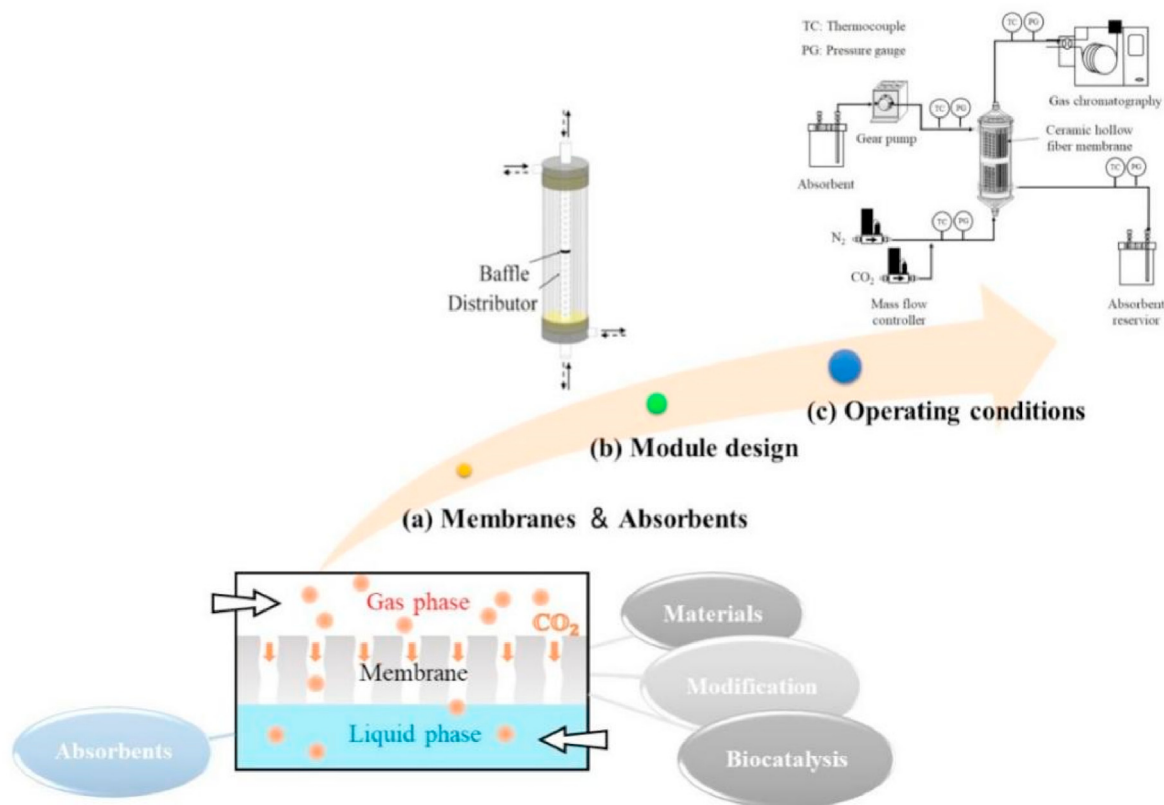 TC: Thermocouple
PG: Pressure gauge
TC
PG
Gas chromatography
Gear pump
TC
PG
Ceramic hollow
fiber membrane
Absorbent
TC
PG
TC
PG
N2
CO2
Mass flow
controller
Absorbent
reservior
Baffle
Distributor
(c) Operating conditions
(b) Module design
(a) Membranes & Absorbents
Gas phase
CO2
Membrane
Liquid phase
Absorbents
Materials
Modification
Biocatalysis